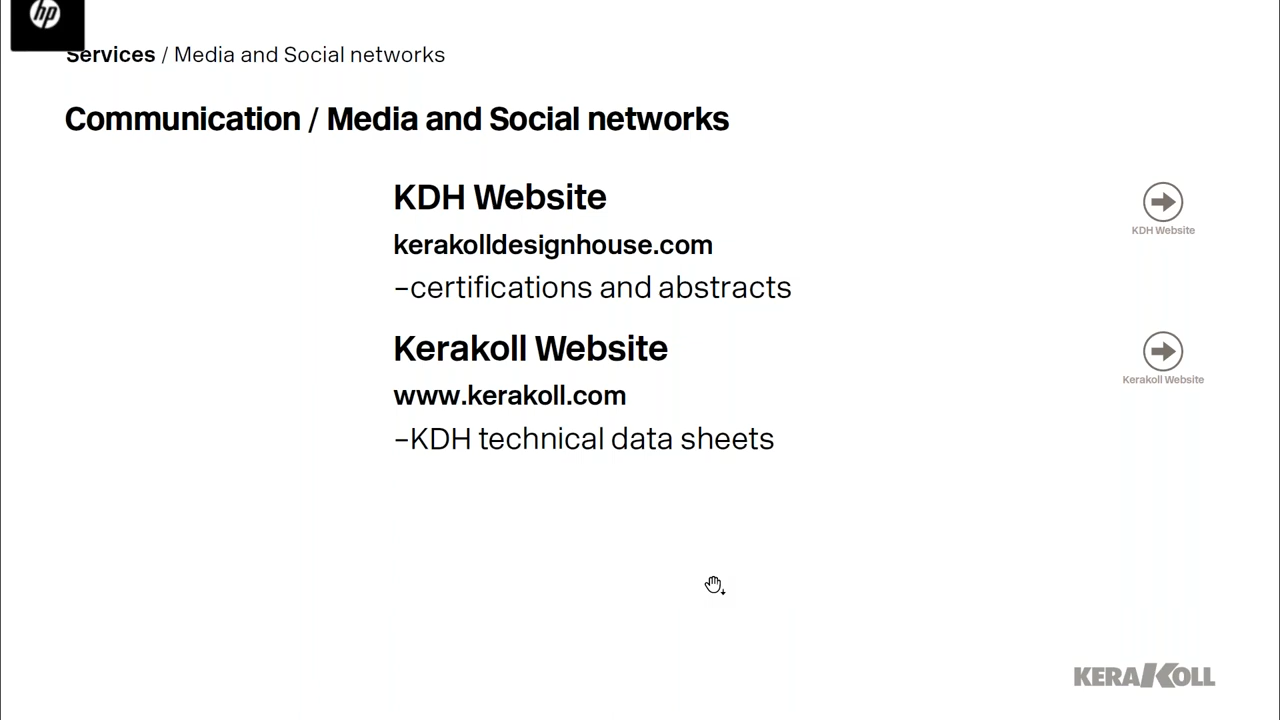 hp
Services / Media and Social networks
Communication / Media and Social networks
KDH Website
kerakolldesignhouse.com
–certifications and abstracts
KDH Website
Kerakoll Website
www.kerakoll.com
–KDH technical data sheets
Kerakoll Website
KERAKOLL